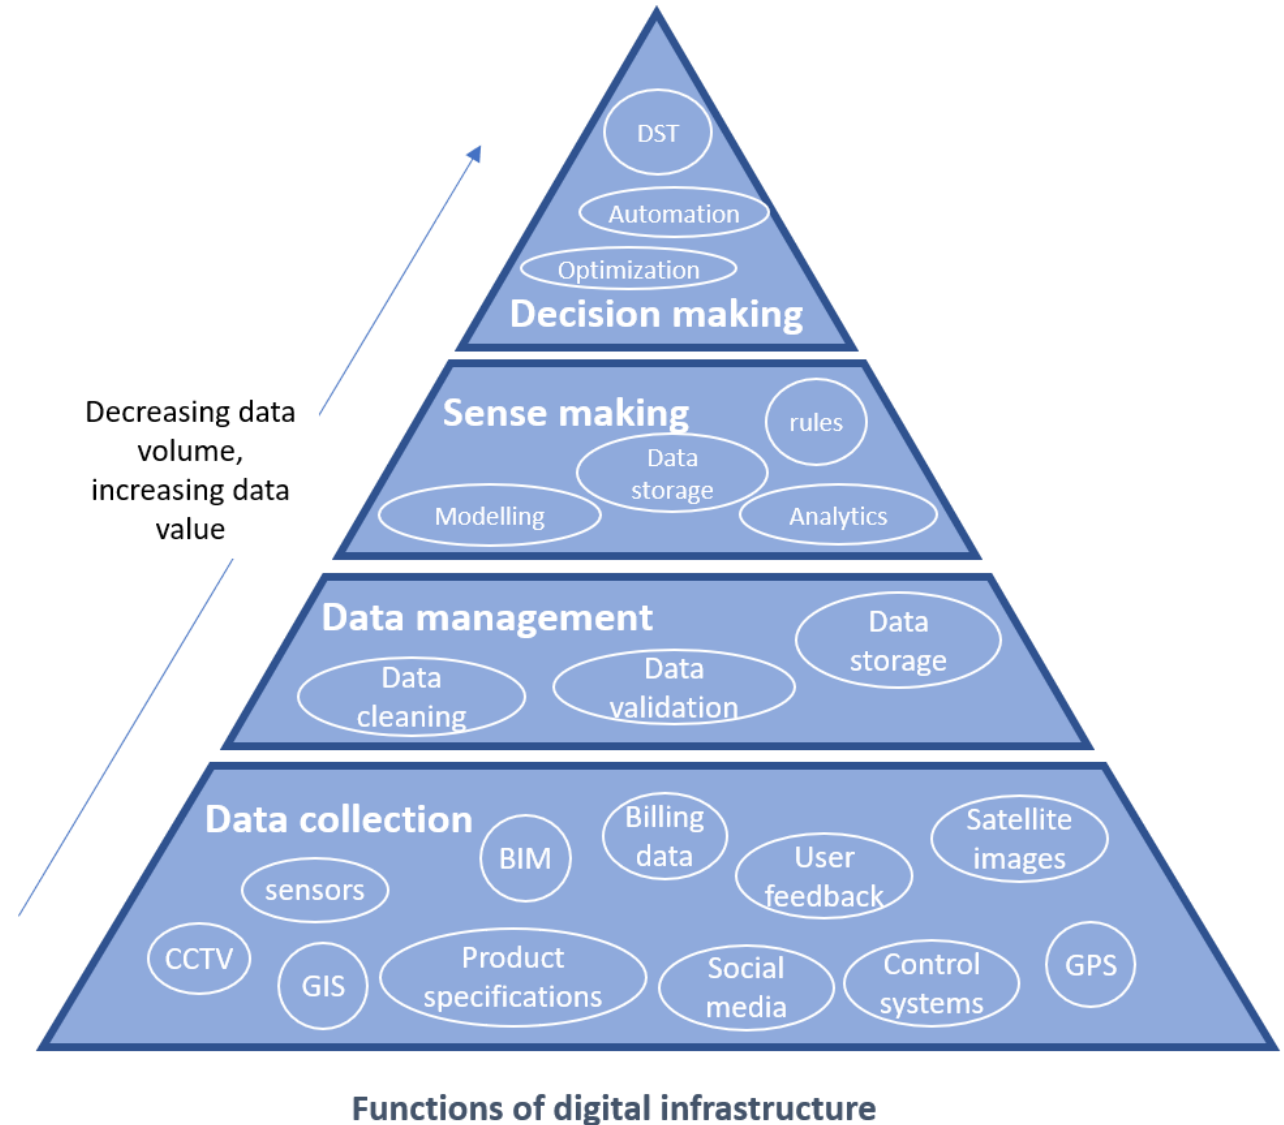 DST
Automation
Optimization
Decision making
Sense making
rules
Data
storage
Modelling
Analytics
Decreasing data
volume,
increasing data
value
Data management
Data
storage
Data
cleaning
Data
validation
Data collection
BIM
Billing
data
User
feedback
Satellite
images
sensors
CCTV
GIS
Product
specifications
Social
media
Control
systems
GPS
Functions of digital infrastructure